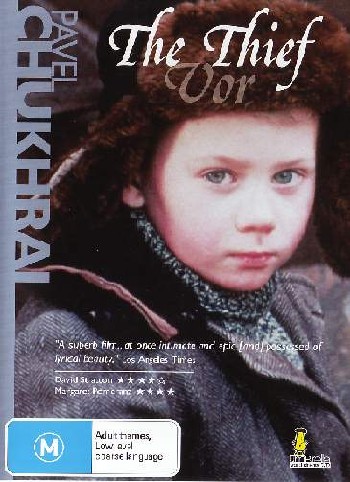 PAVEL
CHUKHRAI
The Thief
Vor
"A superb film...at once intimate and epic [and] possessed of
lyrical beauty." Los Angeles Times
David Stratton ★★★★☆
Margaret Pomeranz ★★★★
M
Adult themes,
Low level
coarse language
umbrella